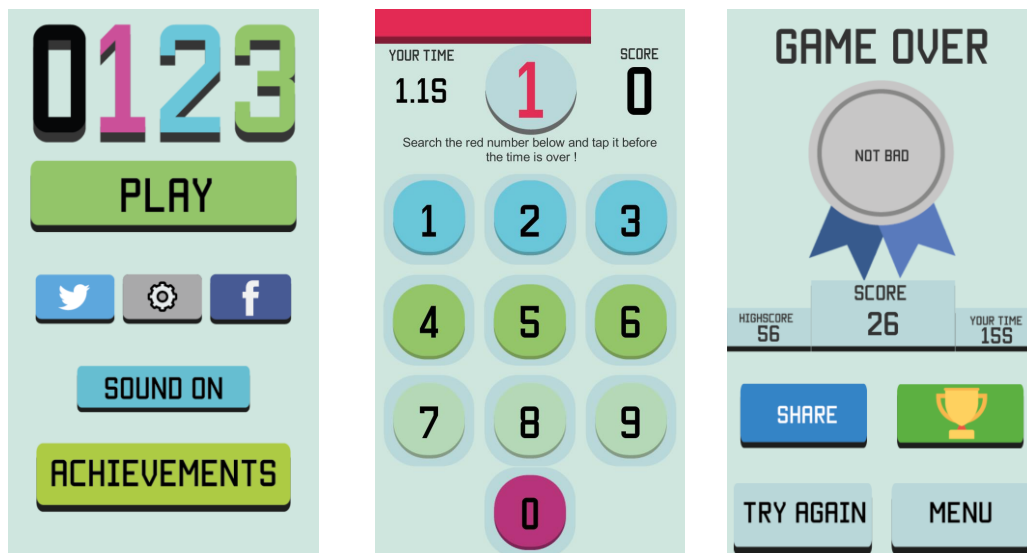 0123
PLAY
f
SOUND ON
ACHIEVEMENTS
YOUR TIME
1.1S
1
SCORE
0
Search the red number below and tap it before
the time is over !
1 2 3
4 5 6
7 8 9
0
GAME OVER
NOT BAD
SCORE
26
HIGHSCORE
56
YOUR TIME
15S
SHARE
TRY AGAIN
MENU